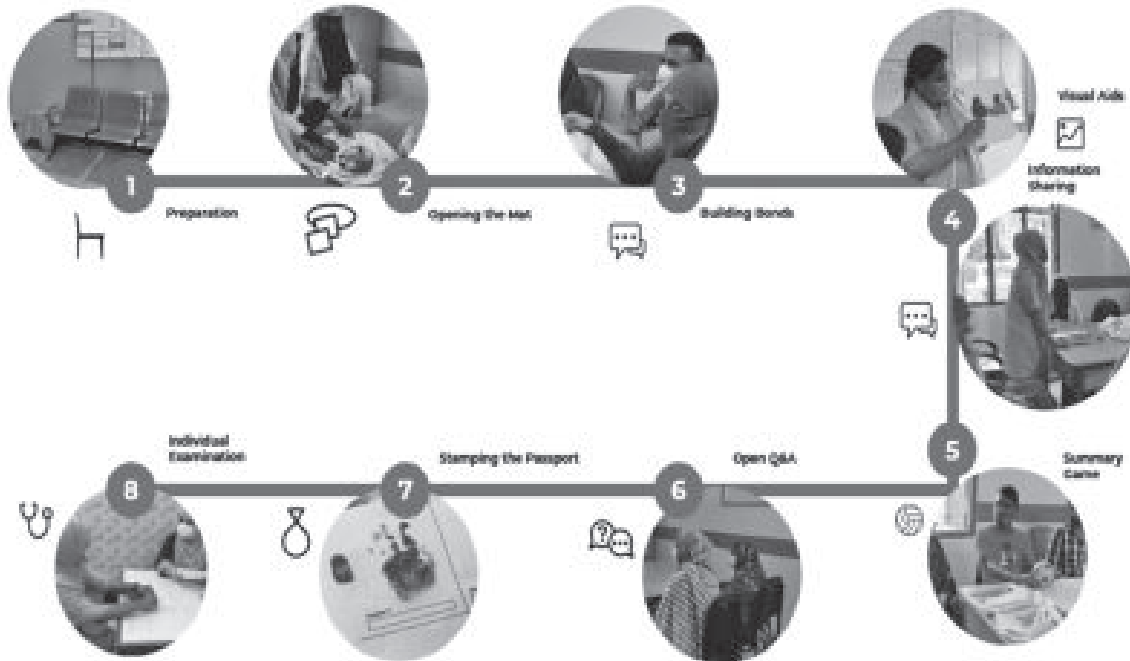 1
Preparation
2
Opening the Mat
3
Building Bonds
Visual Aids
Information
Sharing
4
5
Summary
Game
Open Q&A
6
Stamping the Passport
7
Individual
Examination
8